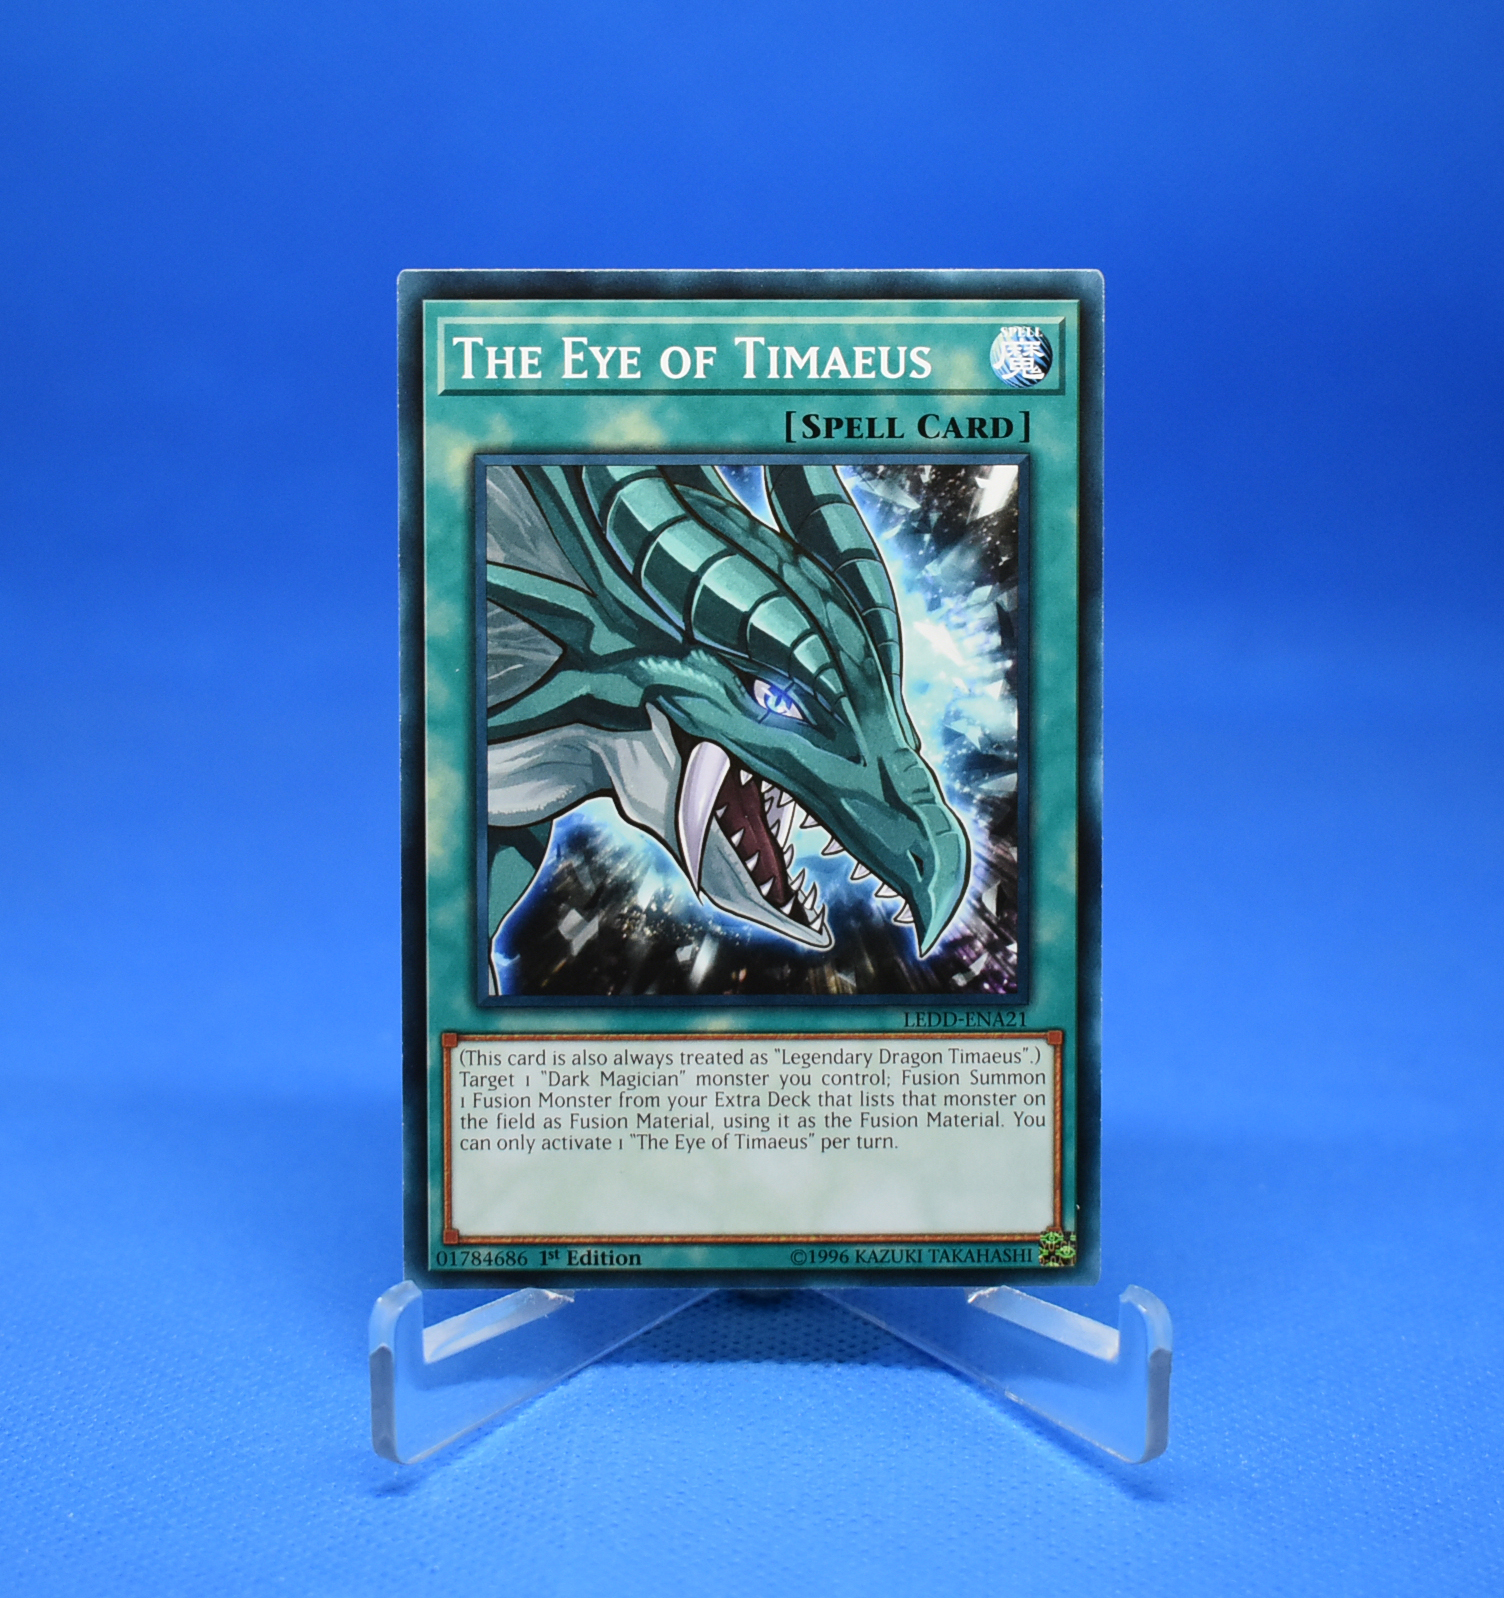 THE EYE OF TIMAEUS
SPELL
魔
[SPELL CARD]
LEDD-ENA21
(This card is also always treated as "Legendary Dragon Timaeus".)
Target 1 "Dark Magician" monster you control; Fusion Summon
1 Fusion Monster from your Extra Deck that lists that monster on
the field as Fusion Material, using it as the Fusion Material. You
can only activate 1 "The Eye of Timaeus" per turn.
01784686 1st Edition ©1996 KAZUKI TAKAHASHI